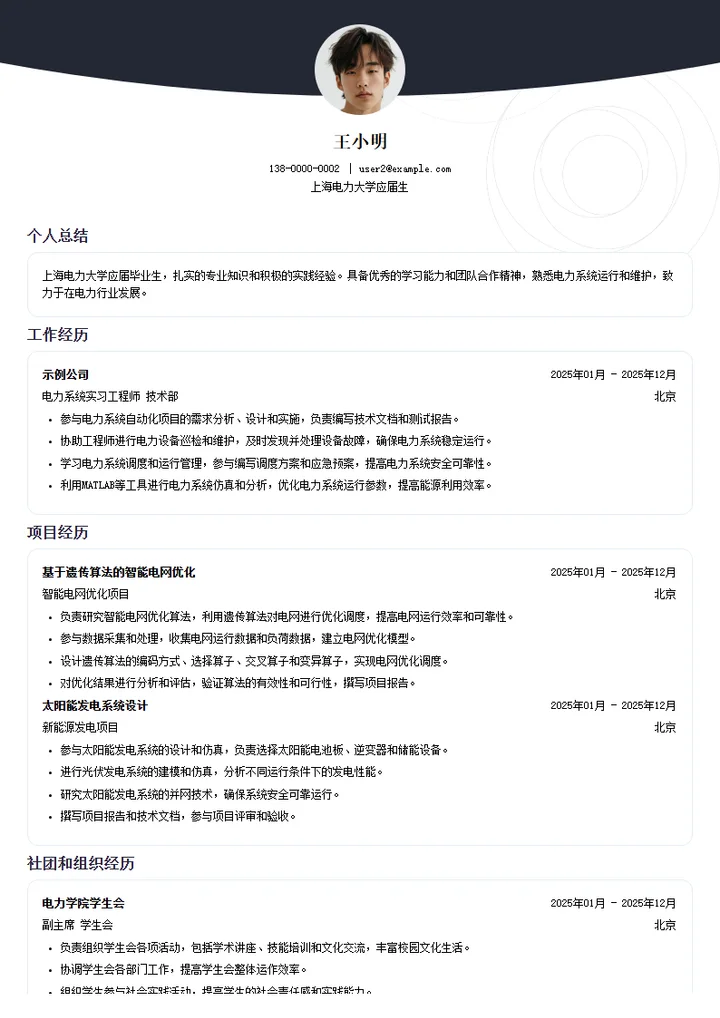 王小明
138-0000-0002 | user2@example.com
上海电力大学应届生
个人总结
上海电力大学应届毕业生，扎实的专业知识和积极的实践经验。具备优秀的学习能力和团队合作精神，熟悉电力系统运行和维护，致
力于在电力行业发展。
工作经历
示例公司 2025年01月 - 2025年12月
电力系统实习工程师 技术部 北京
• 参与电力系统自动化项目的需求分析、设计和实施，负责编写技术文档和测试报告。
• 协助工程师进行电力设备巡检和维护，及时发现并处理设备故障，确保电力系统稳定运行。
• 学习电力系统调度和运行管理，参与编写调度方案和应急预案，提高电力系统安全可靠性。
• 利用MATLAB等工具进行电力系统仿真和分析，优化电力系统运行参数，提高能源利用效率。
项目经历
基于遗传算法的智能电网优化 2025年01月 - 2025年12月
智能电网优化项目 北京
• 负责研究智能电网优化算法，利用遗传算法对电网进行优化调度，提高电网运行效率和可靠性。
• 参与数据采集和处理，收集电网运行数据和负荷数据，建立电网优化模型。
• 设计遗传算法的编码方式、选择算子、交叉算子和变异算子，实现电网优化调度。
• 对优化结果进行分析和评估，验证算法的有效性和可行性，撰写项目报告。
太阳能发电系统设计 2025年01月 - 2025年12月
新能源发电项目 北京
• 参与太阳能发电系统的设计和仿真，负责选择太阳能电池板、逆变器和储能设备。
• 进行光伏发电系统的建模和仿真，分析不同运行条件下的发电性能。
• 研究太阳能发电系统的并网技术，确保系统安全可靠运行。
• 撰写项目报告和技术文档，参与项目评审和验收。
社团和组织经历
电力学院学生会 2025年01月 - 2025年12月
副主席 学生会 北京
• 负责组织学生会各项活动，包括学术讲座、技能培训和文化交流，丰富校园文化生活。
• 协调学生会各部门工作，提高学生会整体运作效率。
• 组织学生参与社会实践活动，提高学生的社会责任感和实践能力。